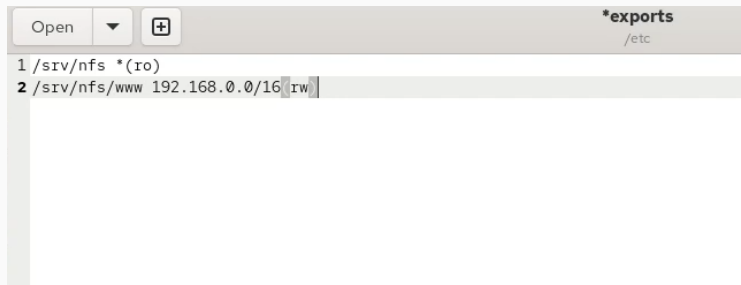 Open
*exports
/etc
1 /srv/nfs *(ro)
2 /srv/nfs/www 192.168.0.0/16(rw)